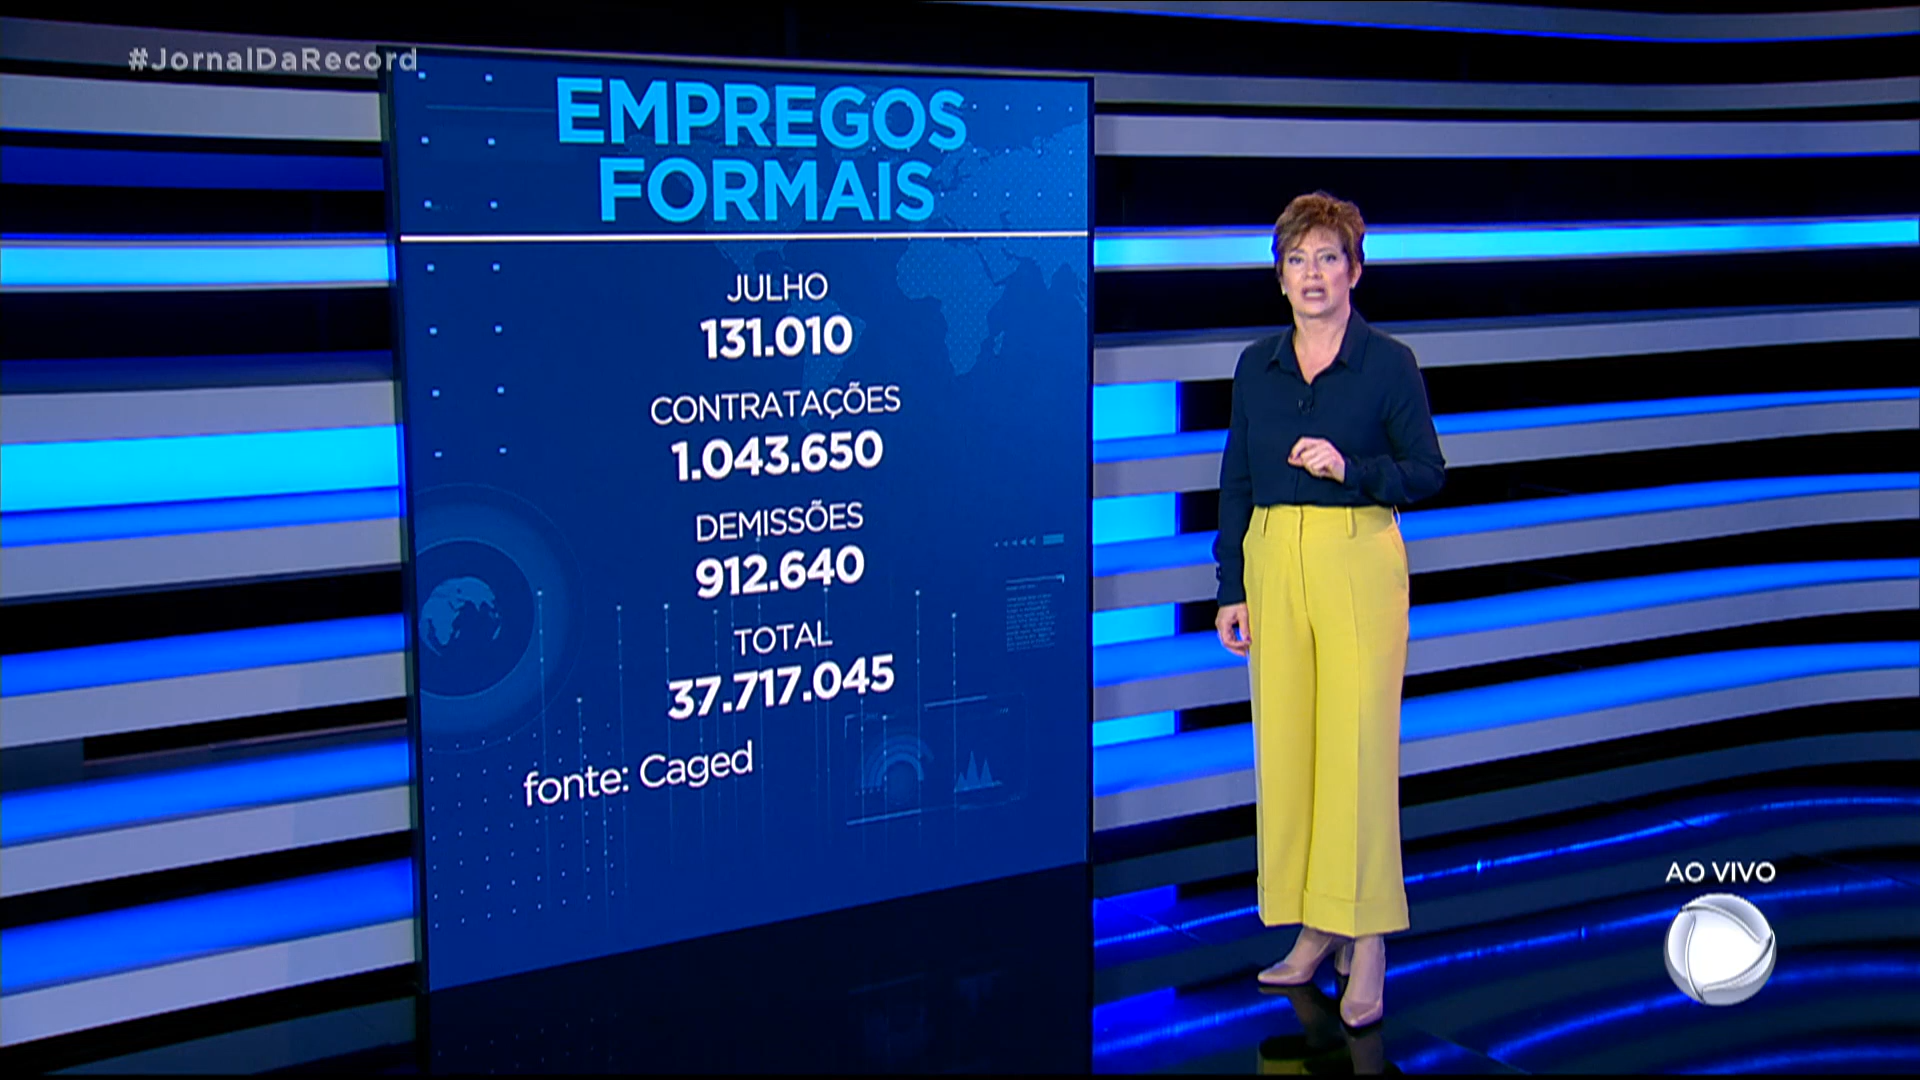 #JornalDaRecord
EMPREGOS
FORMAIS
JULHO
131.010
CONTRATAÇÕES
1.043.650
DEMISSÕES
912.640
TOTAL
37.717.045
fonte: Caged
AO VIVO